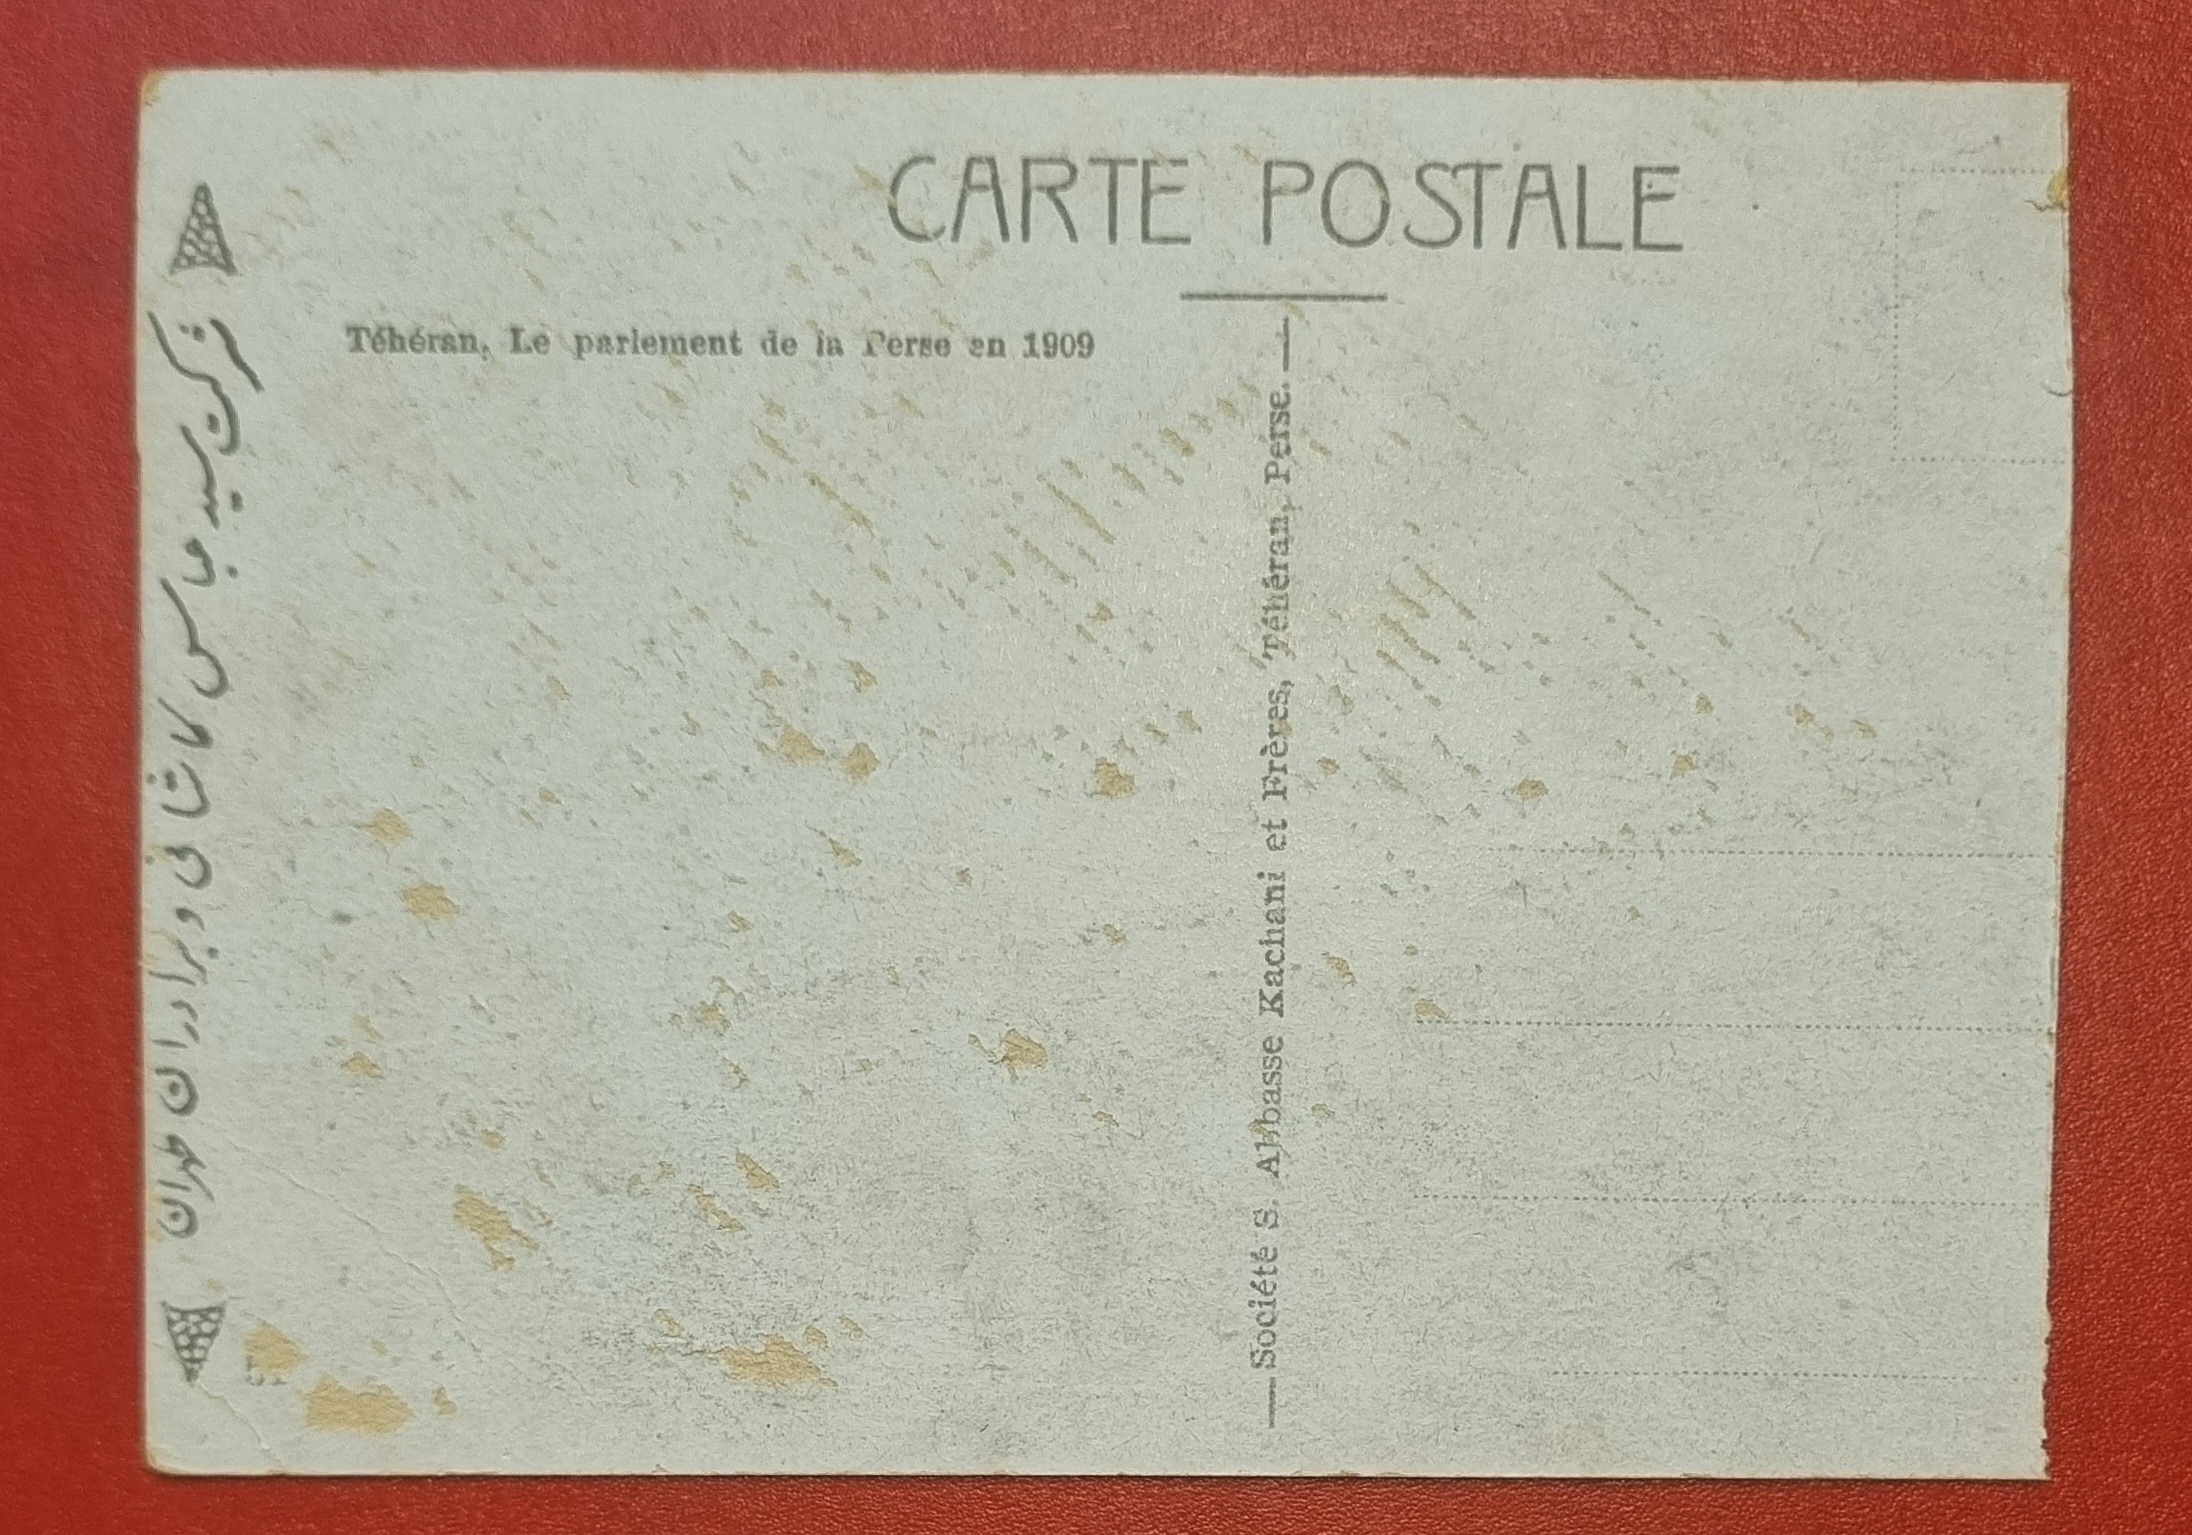 CARTE POSTALE
Téhéran, Le parlement de la Perse en 1909
— Société S. Abbasse Kachani et Frères, Téhéran, Perse. —
شرکت سید عباس کاشانی و برادران طهران